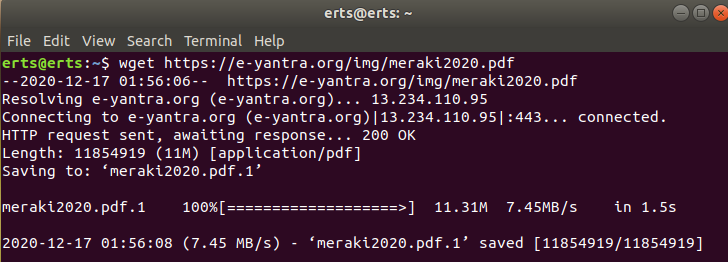 erts@erts: ~
File Edit View Search Terminal Help
erts@erts:~$ wget https://e-yantra.org/img/meraki2020.pdf
--2020-12-17 01:56:06--  https://e-yantra.org/img/meraki2020.pdf
Resolving e-yantra.org (e-yantra.org)... 13.234.110.95
Connecting to e-yantra.org (e-yantra.org)|13.234.110.95|:443... connected.
HTTP request sent, awaiting response... 200 OK
Length: 11854919 (11M) [application/pdf]
Saving to: ‘meraki2020.pdf.1’
meraki2020.pdf.1    100%[===================>]  11.31M  7.45MB/s    in 1.5s
2020-12-17 01:56:08 (7.45 MB/s) - ‘meraki2020.pdf.1’ saved [11854919/11854919]